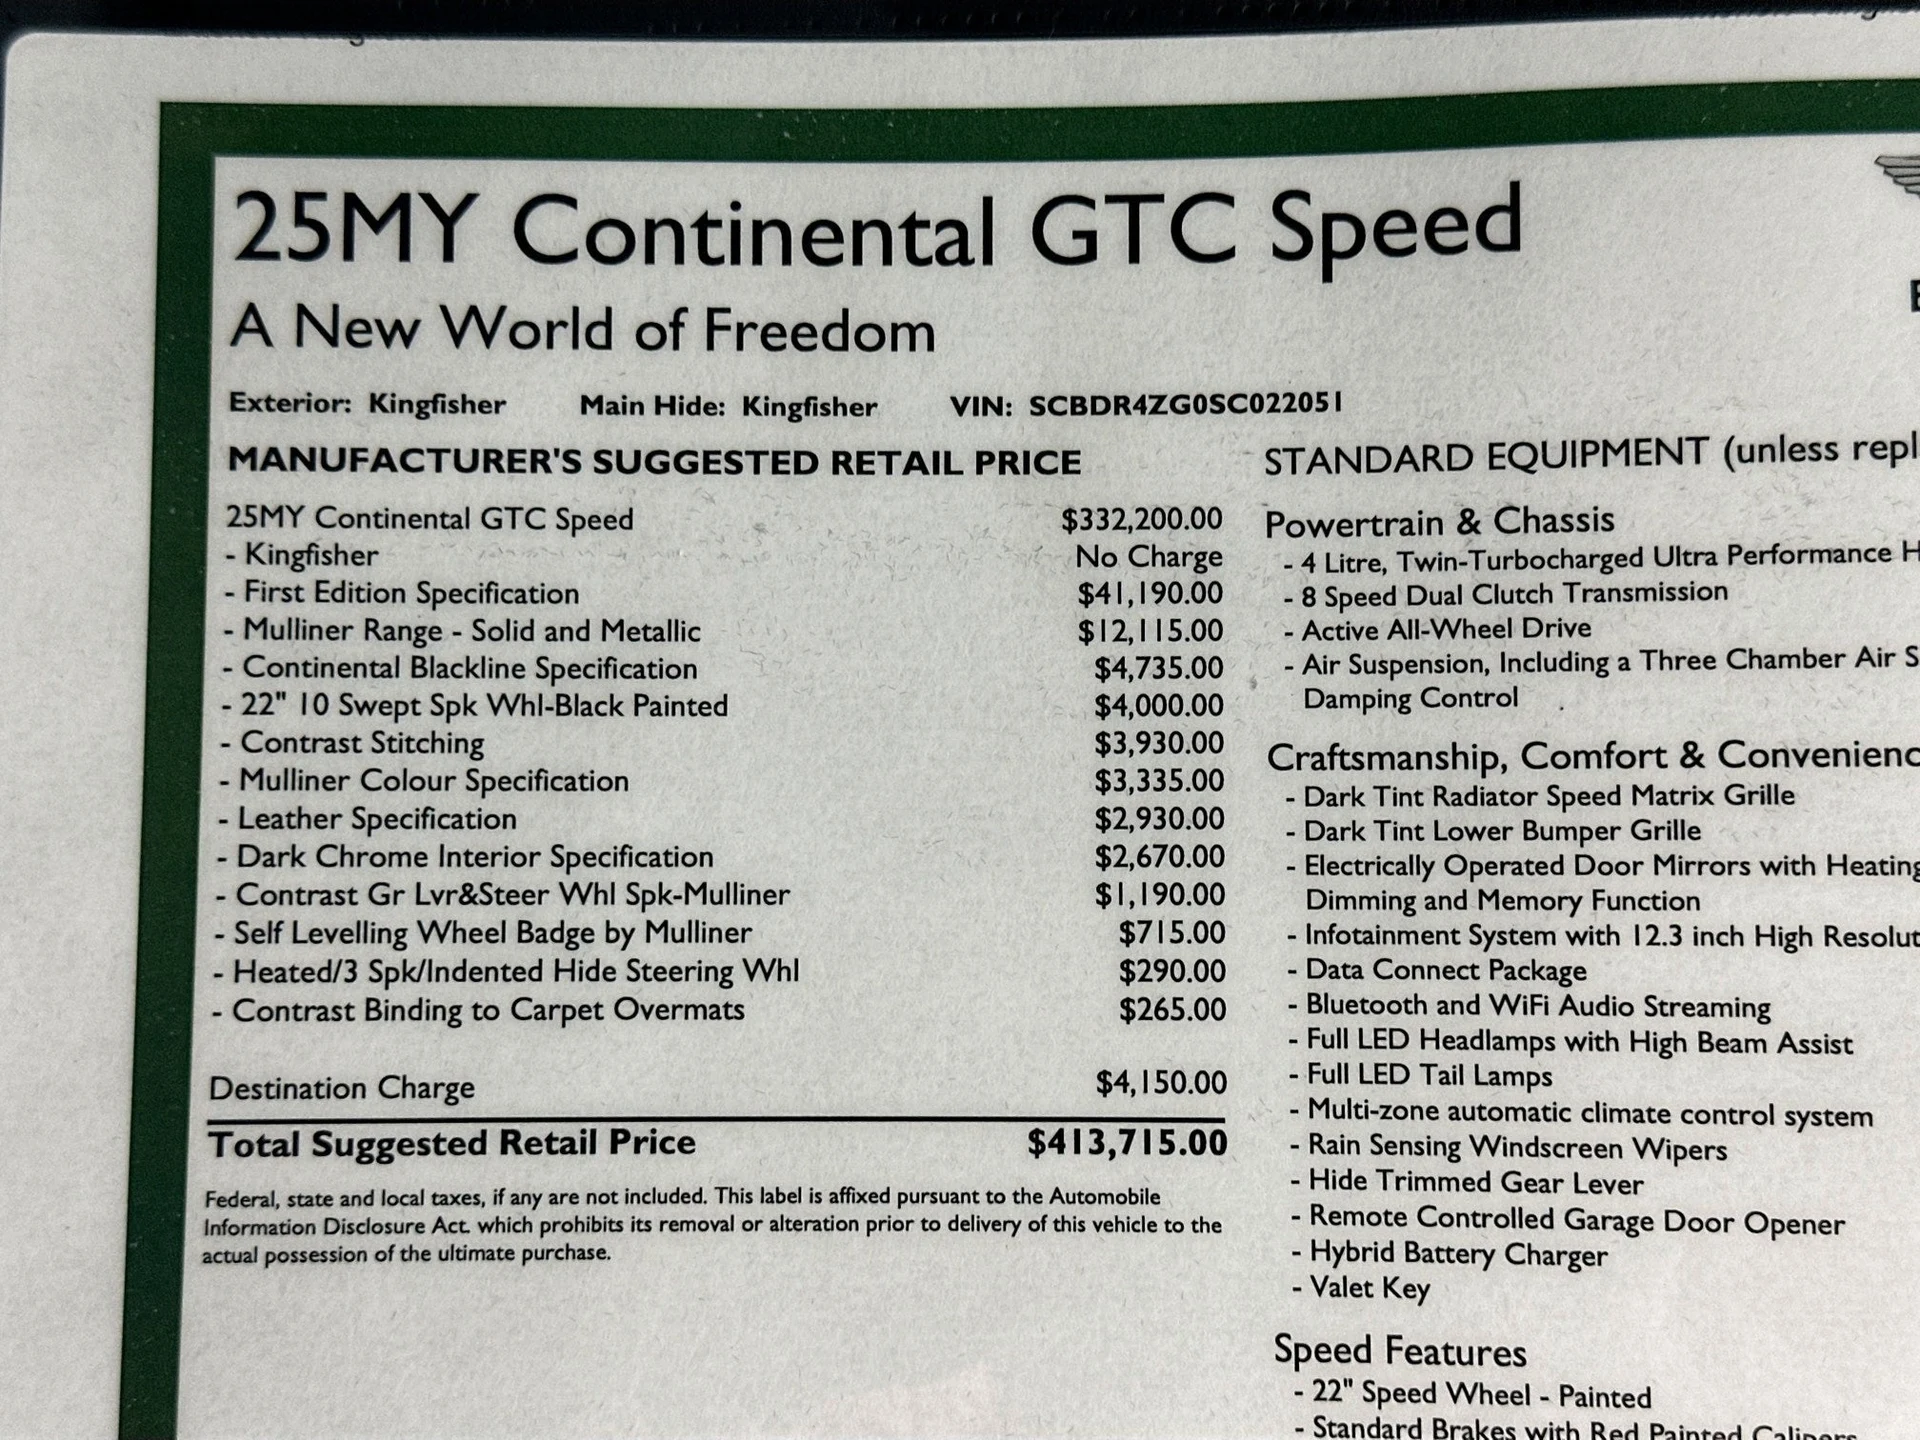 25MY Continental GTC Speed
A New World of Freedom
Exterior: Kingfisher Main Hide: Kingfisher VIN: SCBDR4ZG0SC022051
MANUFACTURER'S SUGGESTED RETAIL PRICE
25MY Continental GTC Speed $332,200.00
- Kingfisher No Charge
- First Edition Specification $41,190.00
- Mulliner Range - Solid and Metallic $12,115.00
- Continental Blackline Specification $4,735.00
- 22" 10 Swept Spk Whl-Black Painted $4,000.00
- Contrast Stitching $3,930.00
- Mulliner Colour Specification $3,335.00
- Leather Specification $2,930.00
- Dark Chrome Interior Specification $2,670.00
- Contrast Gr Lvr&Steer Whl Spk-Mulliner $1,190.00
- Self Levelling Wheel Badge by Mulliner $715.00
- Heated/3 Spk/Indented Hide Steering Whl $290.00
- Contrast Binding to Carpet Overmats $265.00
Destination Charge $4,150.00
Total Suggested Retail Price $413,715.00
Federal, state and local taxes, if any are not included. This label is affixed pursuant to the Automobile
Information Disclosure Act. which prohibits its removal or alteration prior to delivery of this vehicle to the
actual possession of the ultimate purchase.
STANDARD EQUIPMENT (unless repl
Powertrain & Chassis
- 4 Litre, Twin-Turbocharged Ultra Performance H
- 8 Speed Dual Clutch Transmission
- Active All-Wheel Drive
- Air Suspension, Including a Three Chamber Air S
Damping Control
Craftsmanship, Comfort & Convenienc
- Dark Tint Radiator Speed Matrix Grille
- Dark Tint Lower Bumper Grille
- Electrically Operated Door Mirrors with Heating
Dimming and Memory Function
- Infotainment System with 12.3 inch High Resolut
- Data Connect Package
- Bluetooth and WiFi Audio Streaming
- Full LED Headlamps with High Beam Assist
- Full LED Tail Lamps
- Multi-zone automatic climate control system
- Rain Sensing Windscreen Wipers
- Hide Trimmed Gear Lever
- Remote Controlled Garage Door Opener
- Hybrid Battery Charger
- Valet Key
Speed Features
- 22" Speed Wheel - Painted
- Standard Brakes with Red Painted Calipers